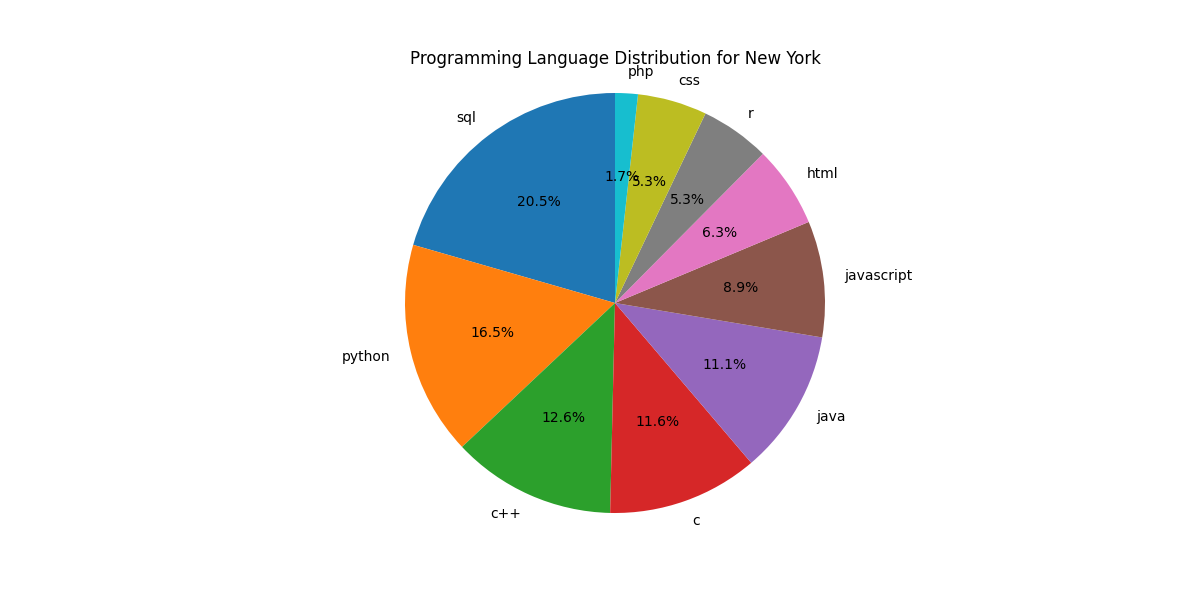 Programming Language Distribution for New York
php
css
r
html
javascript
java
c
c++
python
sql
1.7%
5.3%
5.3%
6.3%
8.9%
11.1%
11.6%
12.6%
16.5%
20.5%